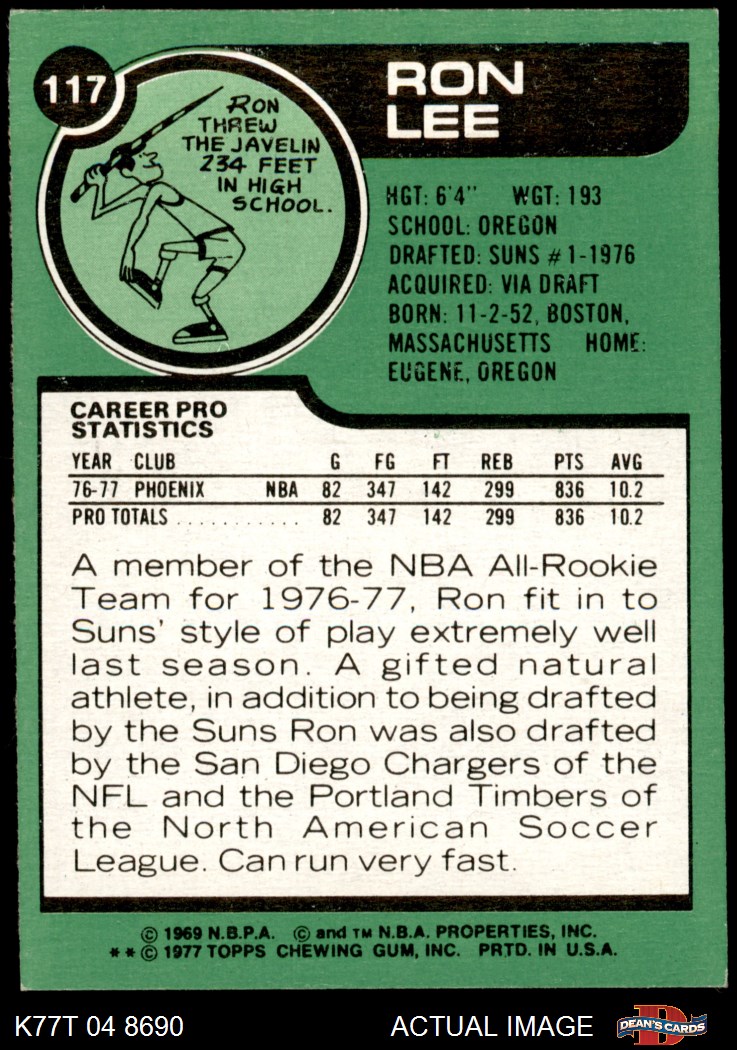 117
RON
THREW
THE JAVELIN
234 FEET
IN HIGH
SCHOOL.
RON
LEE
HGT: 6'4" WGT: 193
SCHOOL: OREGON
DRAFTED: SUNS #1-1976
ACQUIRED: VIA DRAFT
BORN: 11-2-52, BOSTON,
MASSACHUSETTS HOME:
EUGENE, OREGON
CAREER PRO
STATISTICS
YEAR CLUB G FG FT REB PTS AVG
76-77 PHOENIX NBA 82 347 142 299 836 10.2
PRO TOTALS . . . . . . . . . . . 82 347 142 299 836 10.2
A member of the NBA All-Rookie
Team for 1976-77, Ron fit in to
Suns' style of play extremely well
last season. A gifted natural
athlete, in addition to being drafted
by the Suns Ron was also drafted
by the San Diego Chargers of the
NFL and the Portland Timbers of
the North American Soccer
League. Can run very fast.
© 1969 N.B.P.A. © and TM N.B.A. PROPERTIES, INC.
**© 1977 TOPPS CHEWING GUM, INC. PRTD. IN U.S.A.
K77T 04 8690 ACTUAL IMAGE D DEAN'S CARDS